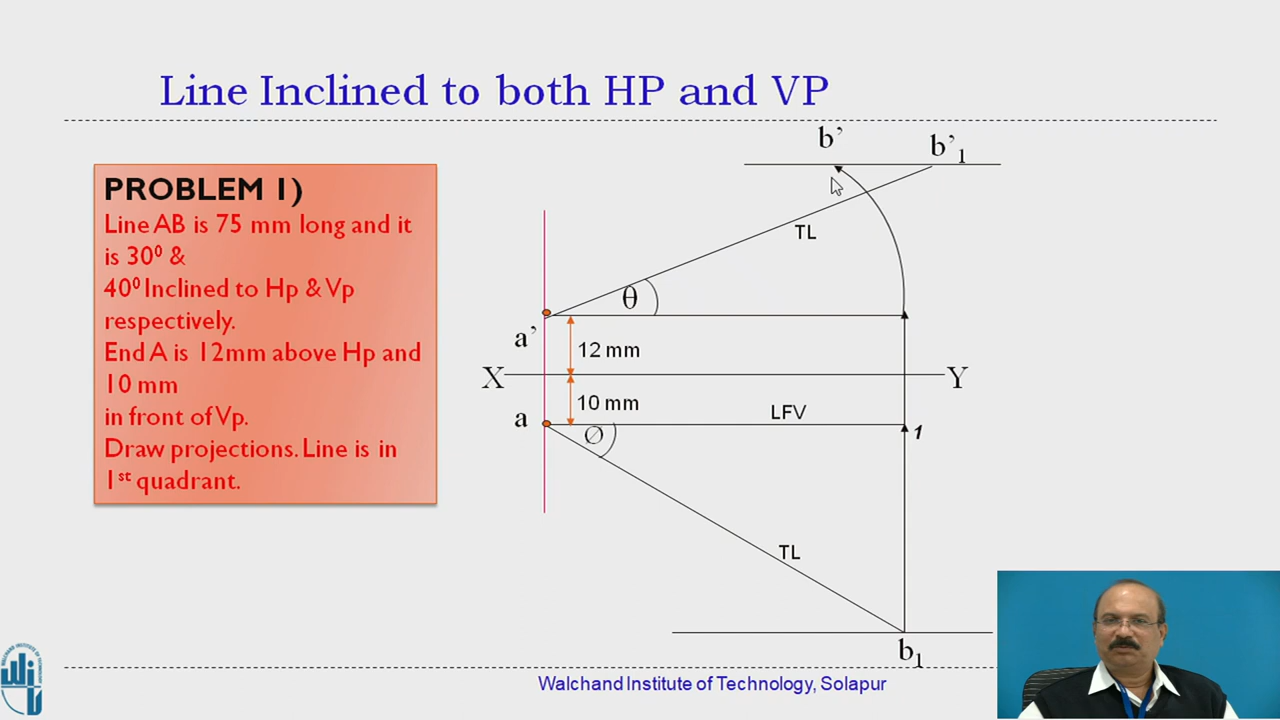 Line Inclined to both HP and VP
PROBLEM 1)
Line AB is 75 mm long and it
is 30⁰ &
40⁰ Inclined to Hp & Vp
respectively.
End A is 12mm above Hp and
10 mm
in front of Vp.
Draw projections. Line is in
1st quadrant.
b’
b’1
TL
θ
a’
12 mm
X
Y
10 mm
a
LFV
Ø
1
TL
b1
Walchand Institute of Technology, Solapur